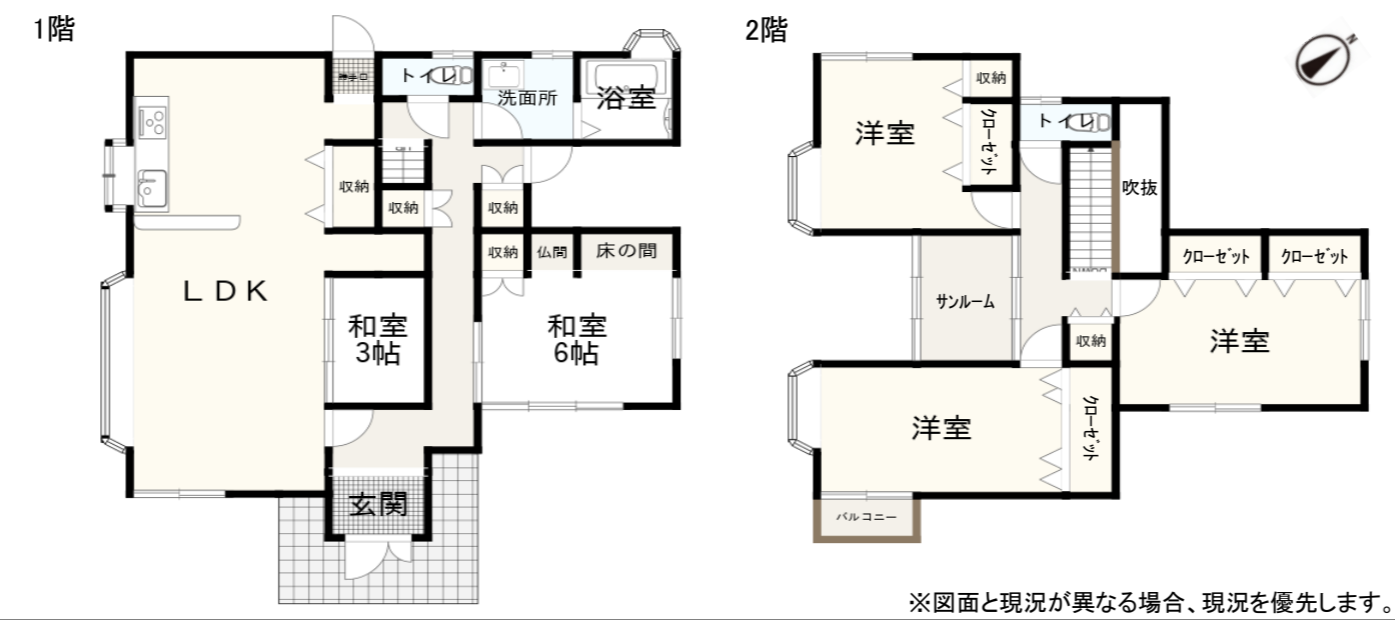 1階
2階
N
勝手口
トイレ
洗面所
浴室
収納
収納
収納
収納
仏間
床の間
LDK
和室
3帖
和室
6帖
玄関
洋室
収納
クローゼット
トイレ
吹抜
サンルーム
クローゼット
クローゼット
収納
洋室
洋室
クローゼット
バルコニー
※図面と現況が異なる場合、現況を優先します。